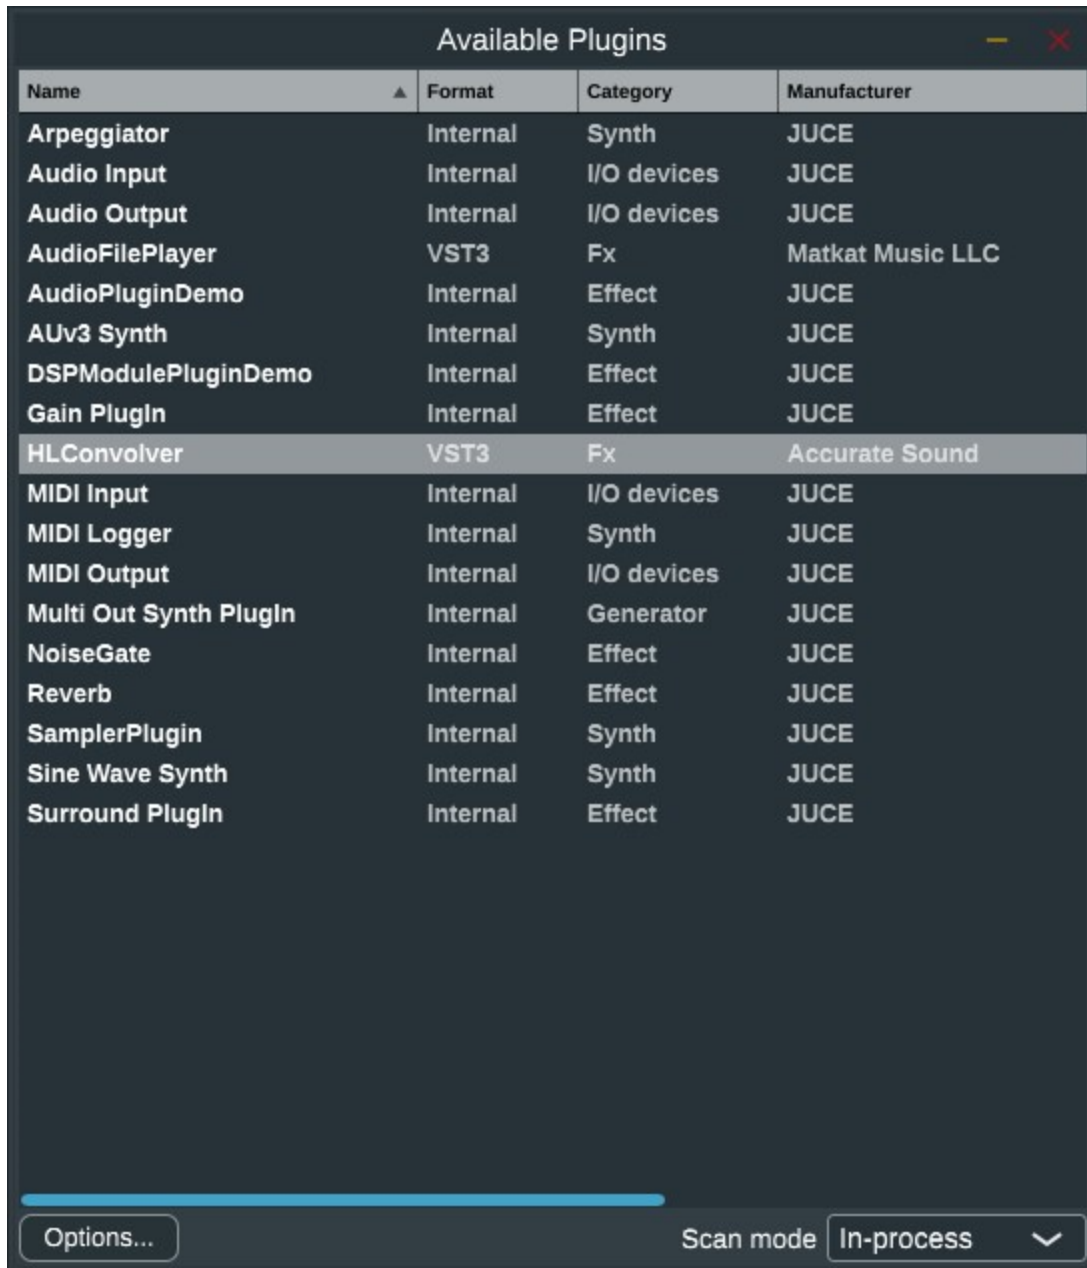 Available Plugins
Name Format Category Manufacturer
Arpeggiator Internal Synth JUCE
Audio Input Internal I/O devices JUCE
Audio Output Internal I/O devices JUCE
AudioFilePlayer VST3 Fx Matkat Music LLC
AudioPluginDemo Internal Effect JUCE
AUv3 Synth Internal Synth JUCE
DSPModulePluginDemo Internal Effect JUCE
Gain PlugIn Internal Effect JUCE
HLConvolver VST3 Fx Accurate Sound
MIDI Input Internal I/O devices JUCE
MIDI Logger Internal Synth JUCE
MIDI Output Internal I/O devices JUCE
Multi Out Synth PlugIn Internal Generator JUCE
NoiseGate Internal Effect JUCE
Reverb Internal Effect JUCE
SamplerPlugin Internal Synth JUCE
Sine Wave Synth Internal Synth JUCE
Surround PlugIn Internal Effect JUCE
Options... Scan mode In-process